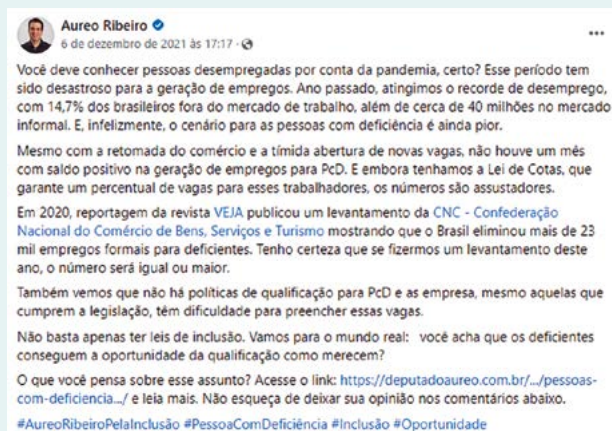 Aureo Ribeiro
6 de dezembro de 2021 às 17:17 ·
Você deve conhecer pessoas desempregadas por conta da pandemia, certo? Esse período tem
sido desastroso para a geração de empregos. Ano passado, atingimos o recorde de desemprego,
com 14,7% dos brasileiros fora do mercado de trabalho, além de cerca de 40 milhões no mercado
informal. E, infelizmente, o cenário para as pessoas com deficiência é ainda pior.
Mesmo com a retomada do comércio e a tímida abertura de novas vagas, não houve um mês
com saldo positivo na geração de empregos para PcD. E embora tenhamos a Lei de Cotas, que
garante um percentual de vagas para esses trabalhadores, os números são assustadores.
Em 2020, reportagem da revista VEJA publicou um levantamento da CNC - Confederação
Nacional do Comércio de Bens, Serviços e Turismo mostrando que o Brasil eliminou mais de 23
mil empregos formais para deficientes. Tenho certeza que se fizermos um levantamento deste
ano, o número será igual ou maior.
Também vemos que não há políticas de qualificação para PcD e as empresa, mesmo aquelas que
cumprem a legislação, têm dificuldade para preencher essas vagas.
Não basta apenas ter leis de inclusão. Vamos para o mundo real: você acha que os deficientes
conseguem a oportunidade da qualificação como merecem?
O que você pensa sobre esse assunto? Acesse o link: https://deputadoaureo.com.br/.../pessoas-
com-deficiencia.../ e leia mais. Não esqueça de deixar sua opinião nos comentários abaixo.
#AureoRibeiroPelaInclusão #PessoaComDeficiência #Inclusão #Oportunidade